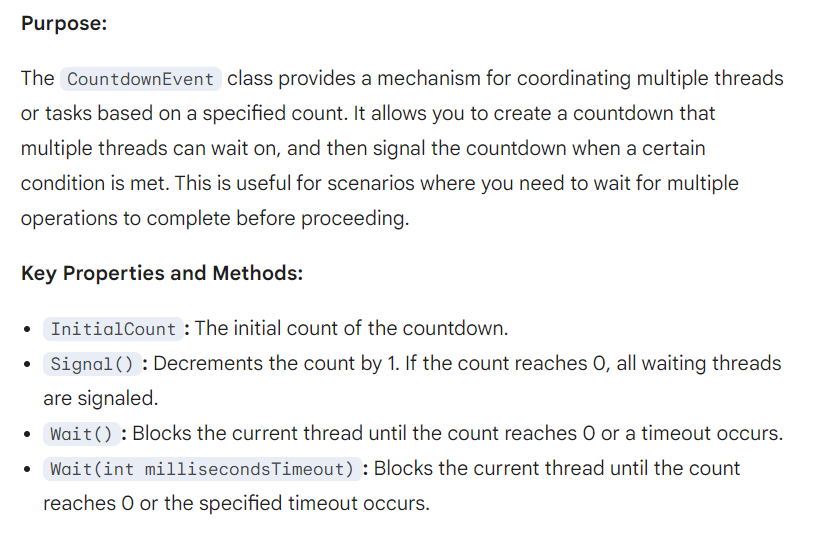 Purpose:
The CountdownEvent class provides a mechanism for coordinating multiple threads
or tasks based on a specified count. It allows you to create a countdown that
multiple threads can wait on, and then signal the countdown when a certain
condition is met. This is useful for scenarios where you need to wait for multiple
operations to complete before proceeding.
Key Properties and Methods:
• InitialCount : The initial count of the countdown.
• Signal() : Decrements the count by 1. If the count reaches 0, all waiting threads
are signaled.
• Wait() : Blocks the current thread until the count reaches 0 or a timeout occurs.
• Wait(int millisecondsTimeout) : Blocks the current thread until the count
reaches 0 or the specified timeout occurs.